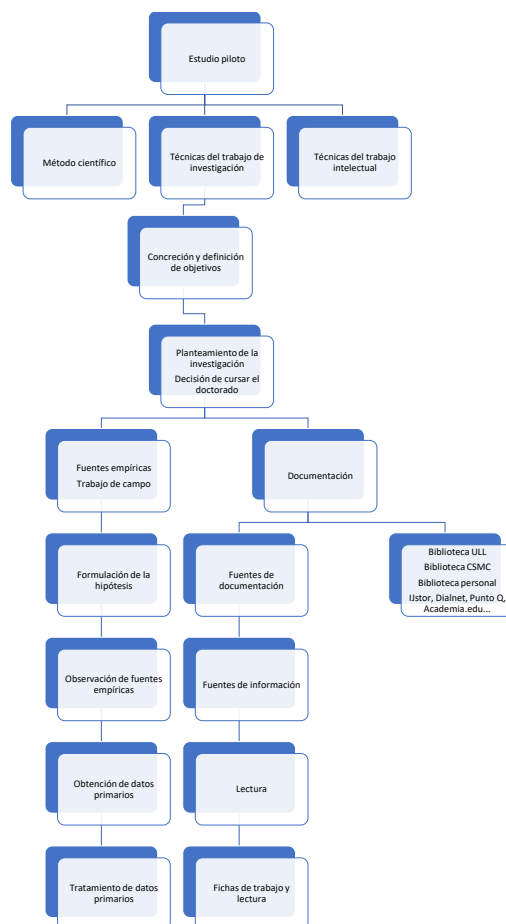 Estudio piloto
Método científico
Técnicas del trabajo de
investigación
Técnicas del trabajo
intelectual
Concreción y definición
de objetivos
Planteamiento de la
investigación
Decisión de cursar el
doctorado
Fuentes empíricas
Trabajo de campo
Documentación
Formulación de la
hipótesis
Fuentes de
documentación
Biblioteca ULL
Biblioteca CSMC
Biblioteca personal
IJstor, Dialnet, Punto Q,
Academia.edu...
Observación de fuentes
empíricas
Fuentes de información
Obtención de datos
primarios
Lectura
Tratamiento de datos
primarios
Fichas de trabajo y
lectura